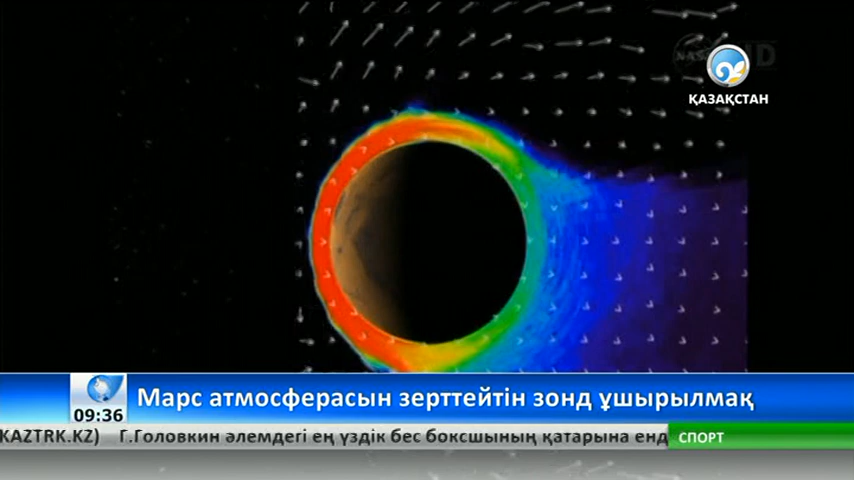 HD
ҚАЗАҚСТАН
09:36
Марс атмосферасын зерттейтін зонд ұшырылмақ
KAZTRK.KZ) Г.Головкин әлемдегі ең үздік бес боксшының қатарына енд
СПОРТ